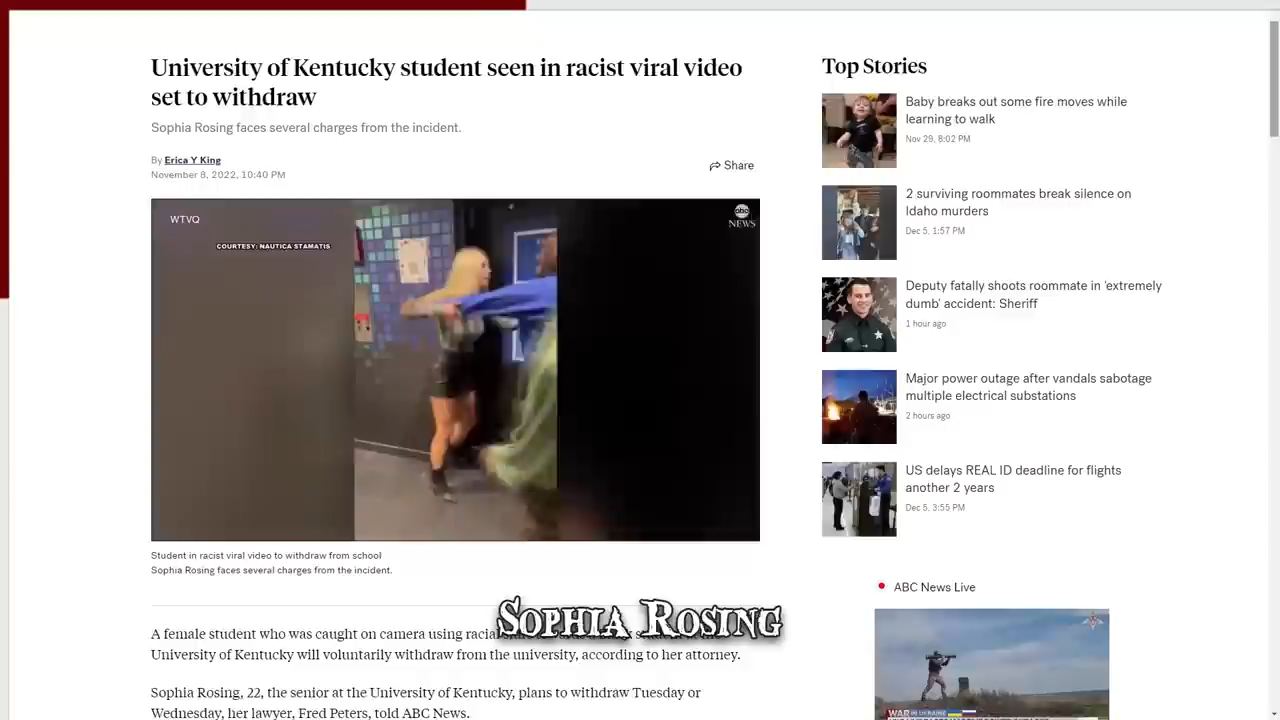 University of Kentucky student seen in racist viral video
set to withdraw
Sophia Rosing faces several charges from the incident.
By Erica Y King
November 8, 2022, 10:40 PM
Share
WTVQ
COURTESY: NAUTICA STAMATIS
abc
NEWS
Student in racist viral video to withdraw from school
Sophia Rosing faces several charges from the incident.
A female student who was caught on camera using racial
University of Kentucky will voluntarily withdraw from the university, according to her attorney.
Sophia Rosing, 22, the senior at the University of Kentucky, plans to withdraw Tuesday or
Wednesday, her lawyer, Fred Peters, told ABC News.
Sophia Rosing
Top Stories
Baby breaks out some fire moves while
learning to walk
Nov 29, 8:02 PM
2 surviving roommates break silence on
Idaho murders
Dec 5, 1:57 PM
Deputy fatally shoots roommate in 'extremely
dumb' accident: Sheriff
1 hour ago
Major power outage after vandals sabotage
multiple electrical substations
2 hours ago
US delays REAL ID deadline for flights
another 2 years
Dec 5, 3:55 PM
ABC News Live
WAR IN UKRAINE